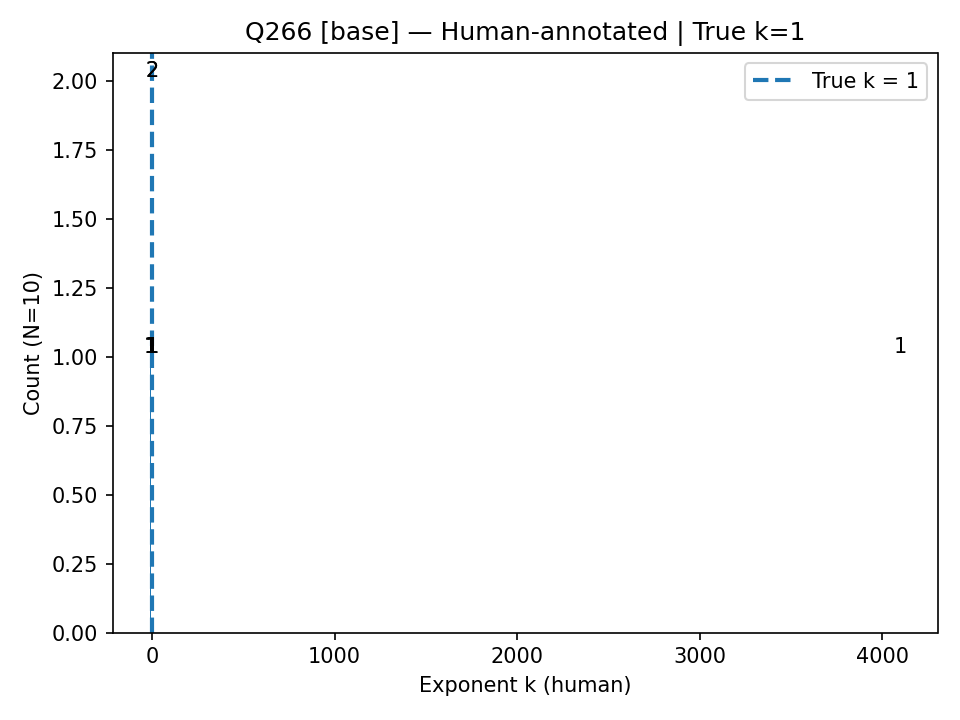 Q266 [base] — Human-annotated | True k=1
2
2.00
True k = 1
1.75
1.50
1.25
1.00
1
1
0.75
0.50
0.25
0.00
Count (N=10)
0 1000 2000 3000 4000
Exponent k (human)